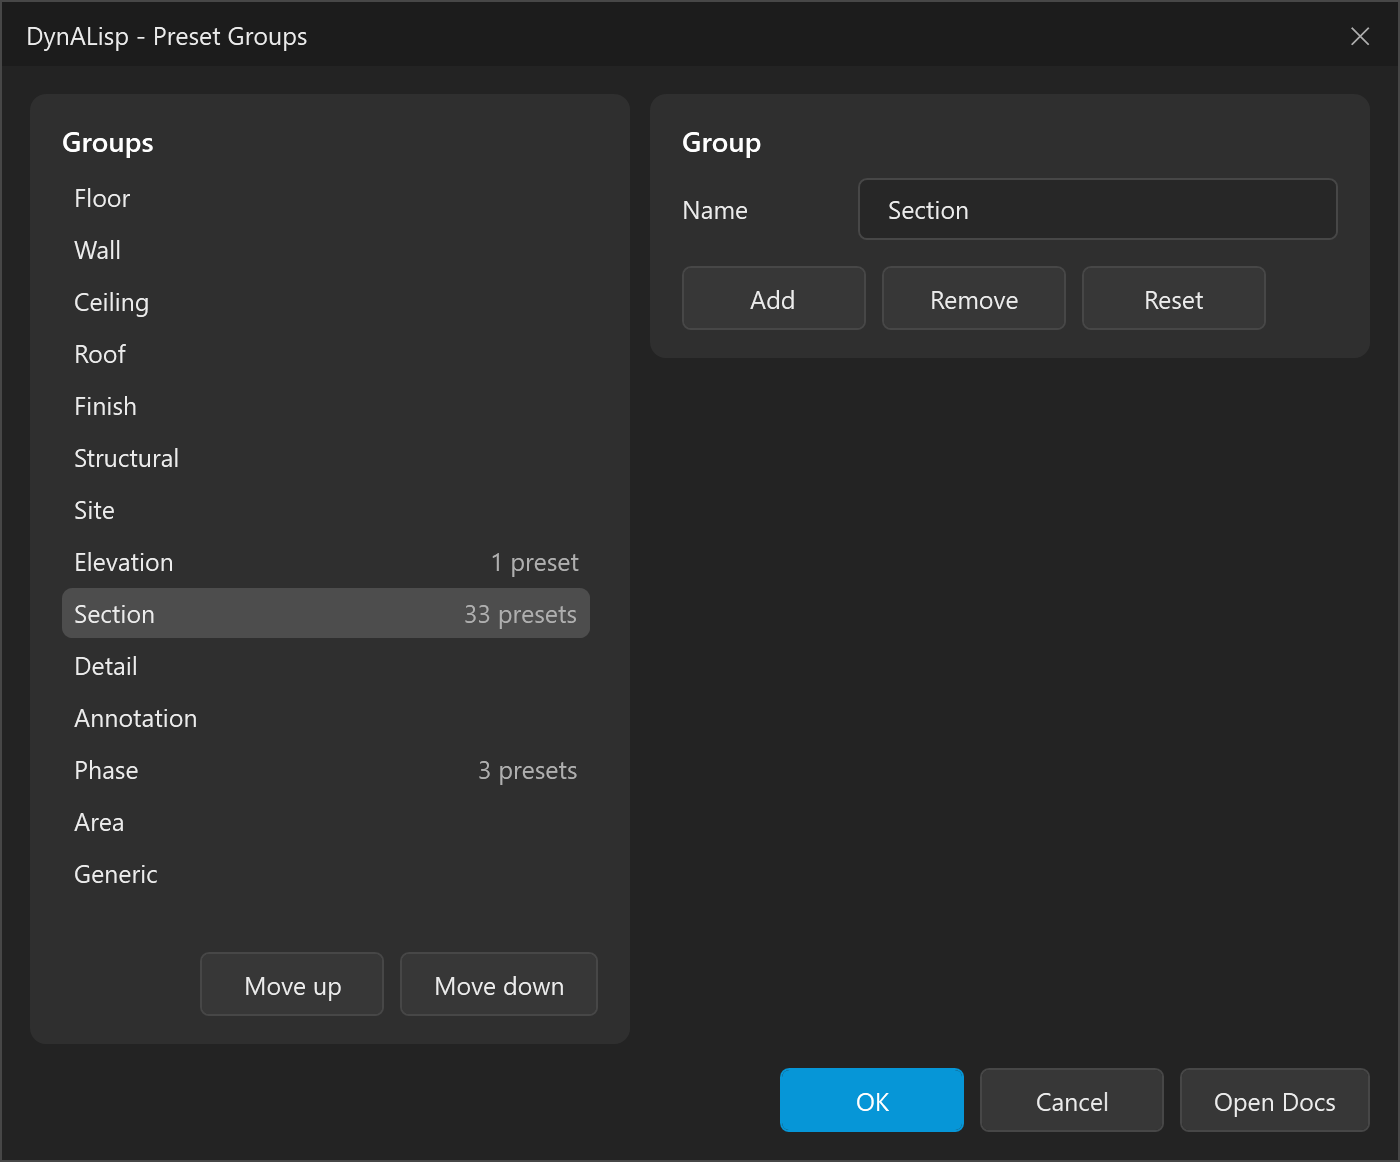 DynALisp - Preset Groups
Groups
Floor
Wall
Ceiling
Roof
Finish
Structural
Site
Elevation 1 preset
Section 33 presets
Detail
Annotation
Phase 3 presets
Area
Generic
Move up Move down
Group
Name Section
Add Remove Reset
OK Cancel Open Docs